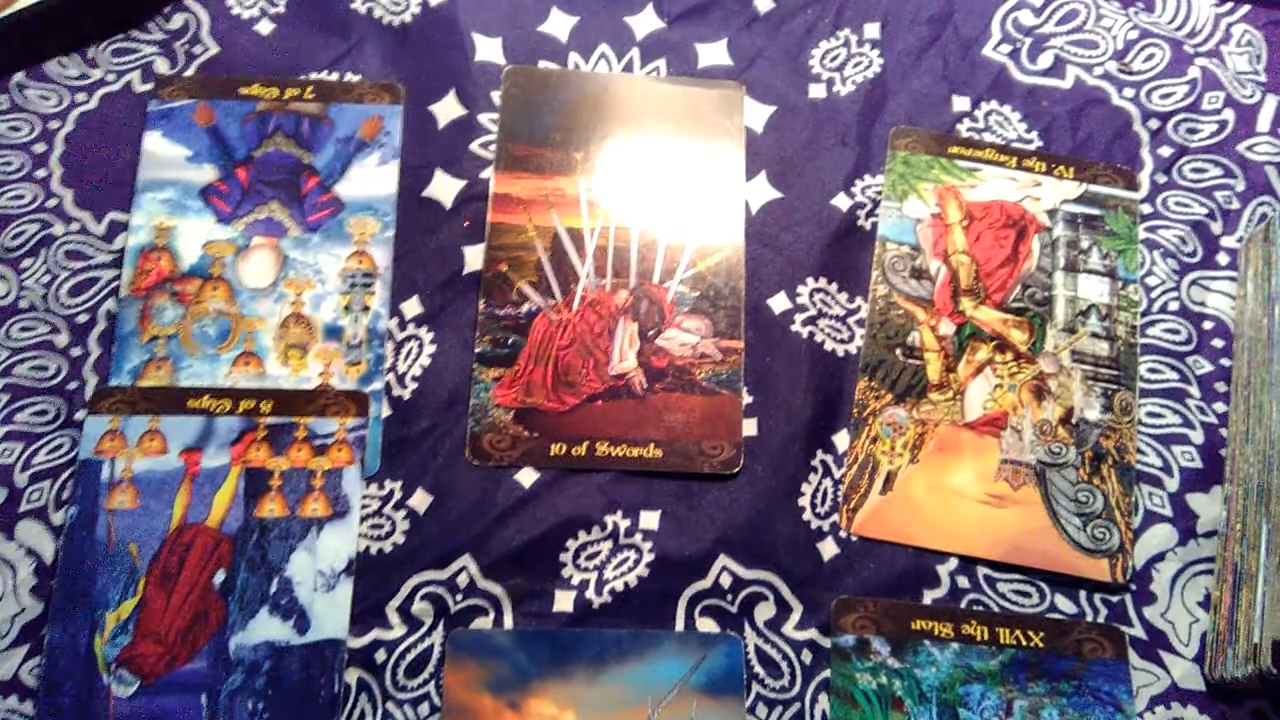 7 of Cups
10 of Swords
IV. the Emperor
8 of Cups
XVII. the Star